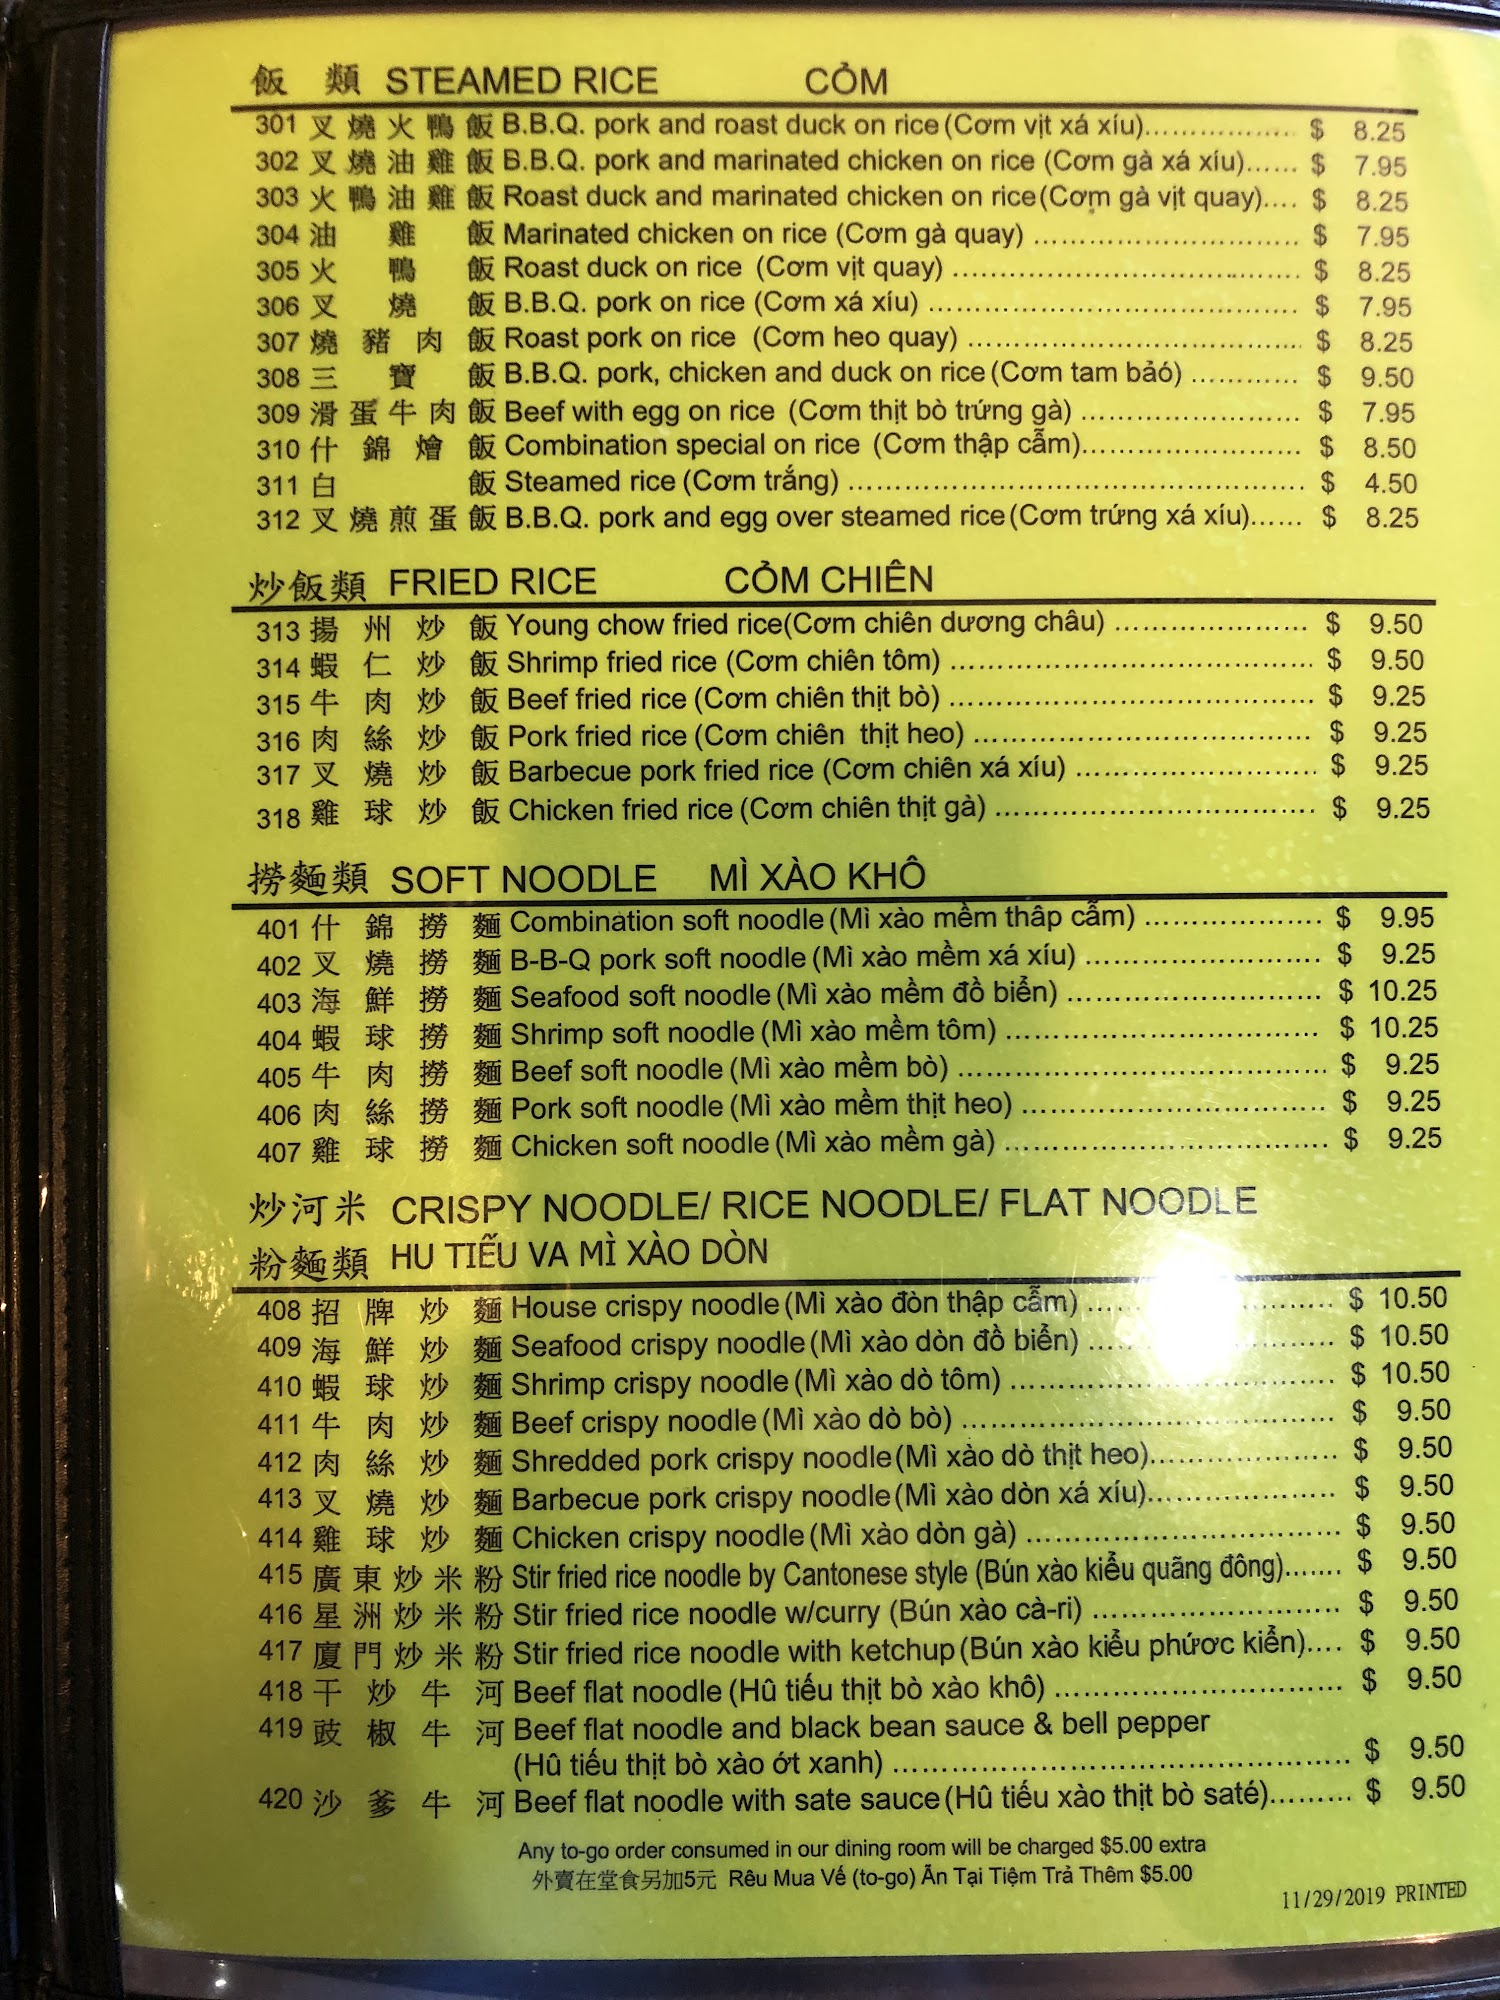 飯 類 STEAMED RICE CỎM
301 叉燒火鴨飯 B.B.Q. pork and roast duck on rice (Cơm vịt xá xíu)................. $ 8.25
302 叉燒油雞飯 B.B.Q. pork and marinated chicken on rice (Cơm gà xá xíu)...... $ 7.95
303 火鴨油雞飯 Roast duck and marinated chicken on rice (Cơm gà vịt quay).... $ 8.25
304 油 雞 飯 Marinated chicken on rice (Cơm gà quay) ............................. $ 7.95
305 火 鴨 飯 Roast duck on rice (Cơm vịt quay) ...................................... $ 8.25
306 叉 燒 飯 B.B.Q. pork on rice (Cơm xá xíu) ........................................ $ 7.95
307 燒 豬 肉 飯 Roast pork on rice (Cơm heo quay) .................................... $ 8.25
308 三 寶 飯 B.B.Q. pork, chicken and duck on rice (Cơm tam bảó) ............ $ 9.50
309 滑蛋牛肉飯 Beef with egg on rice (Cơm thịt bò trứng gà) ........................ $ 7.95
310 什 錦 燴 飯 Combination special on rice (Cơm thập cẫm)........................ $ 8.50
311 白 飯 Steamed rice (Cơm trắng) .................................................. $ 4.50
312 叉燒煎蛋飯 B.B.Q. pork and egg over steamed rice (Cơm trứng xá xíu)...... $ 8.25
炒飯類 FRIED RICE CỎM CHIÊN
313 揚 州 炒 飯 Young chow fried rice(Cơm chiên dương châu) ..................... $ 9.50
314 蝦 仁 炒 飯 Shrimp fried rice (Cơm chiên tôm) ........................................ $ 9.50
315 牛 肉 炒 飯 Beef fried rice (Cơm chiên thịt bò) ........................................ $ 9.25
316 肉 絲 炒 飯 Pork fried rice (Cơm chiên thịt heo) ..................................... $ 9.25
317 叉 燒 炒 飯 Barbecue pork fried rice (Cơm chiên xá xíu) .......................... $ 9.25
318 雞 球 炒 飯 Chicken fried rice (Cơm chiên thịt gà) ................................... $ 9.25
撈麵類 SOFT NOODLE MÌ XÀO KHÔ
401 什 錦 撈 麵 Combination soft noodle (Mì xào mềm thâp cẫm) ................... $ 9.95
402 叉 燒 撈 麵 B-B-Q pork soft noodle (Mì xào mềm xá xíu) .......................... $ 9.25
403 海 鮮 撈 麵 Seafood soft noodle (Mì xào mềm đồ biển) ............................ $ 10.25
404 蝦 球 撈 麵 Shrimp soft noodle (Mì xào mềm tôm) ................................... $ 10.25
405 牛 肉 撈 麵 Beef soft noodle (Mì xào mềm bò) ........................................ $ 9.25
406 肉 絲 撈 麵 Pork soft noodle (Mì xào mềm thịt heo) ................................. $ 9.25
407 雞 球 撈 麵 Chicken soft noodle (Mì xào mềm gà) ................................... $ 9.25
炒河米 CRISPY NOODLE/ RICE NOODLE/ FLAT NOODLE
粉麵類 HU TIẾU VA MÌ XÀO DÒN
408 招 牌 炒 麵 House crispy noodle (Mì xào đòn thập cẫm) ........................... $ 10.50
409 海 鮮 炒 麵 Seafood crispy noodle (Mì xào dòn đồ biển) ........................... $ 10.50
410 蝦 球 炒 麵 Shrimp crispy noodle (Mì xào dò tôm) ................................... $ 10.50
411 牛 肉 炒 麵 Beef crispy noodle (Mì xào dò bò) ........................................ $ 9.50
412 肉 絲 炒 麵 Shredded pork crispy noodle (Mì xào dò thịt heo).................... $ 9.50
413 叉 燒 炒 麵 Barbecue pork crispy noodle (Mì xào dòn xá xíu).................... $ 9.50
414 雞 球 炒 麵 Chicken crispy noodle (Mì xào dòn gà) ................................. $ 9.50
415 廣東炒米粉 Stir fried rice noodle by Cantonese style (Bún xào kiểu quãng đông)....... $ 9.50
416 星洲炒米粉 Stir fried rice noodle w/curry (Bún xào cà-ri) ........................... $ 9.50
417 廈門炒米粉 Stir fried rice noodle with ketchup (Bún xào kiểu phứơc kiển).... $ 9.50
418 干 炒 牛 河 Beef flat noodle (Hû tiếu thịt bò xào khô) ............................... $ 9.50
419 豉 椒 牛 河 Beef flat noodle and black bean sauce & bell pepper
(Hû tiếu thịt bò xào ớt xanh) ................................................ $ 9.50
420 沙 爹 牛 河 Beef flat noodle with sate sauce (Hû tiếu xào thịt bò saté)......... $ 9.50
Any to-go order consumed in our dining room will be charged $5.00 extra
外賣在堂食另加5元 Rêu Mua Vế (to-go) Ăn Tại Tiệm Trả Thêm $5.00
11/29/2019 PRINTED